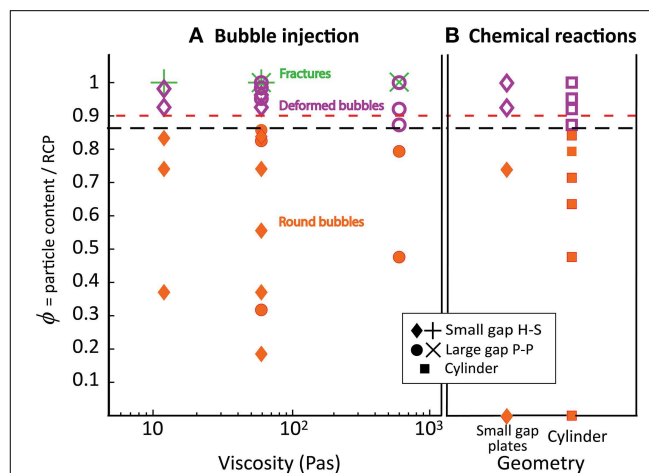 A Bubble injection
B Chemical reactions
Fractures
Deformed bubbles
Round bubbles
1
0.9
0.8
0.7
0.6
0.5
0.4
0.3
0.2
0.1
ϕ = particle content / RCP
Small gap H-S
Large gap P-P
Cylinder
10
10²
10³
Viscosity (Pas)
Small gap
plates
Cylinder
Geometry